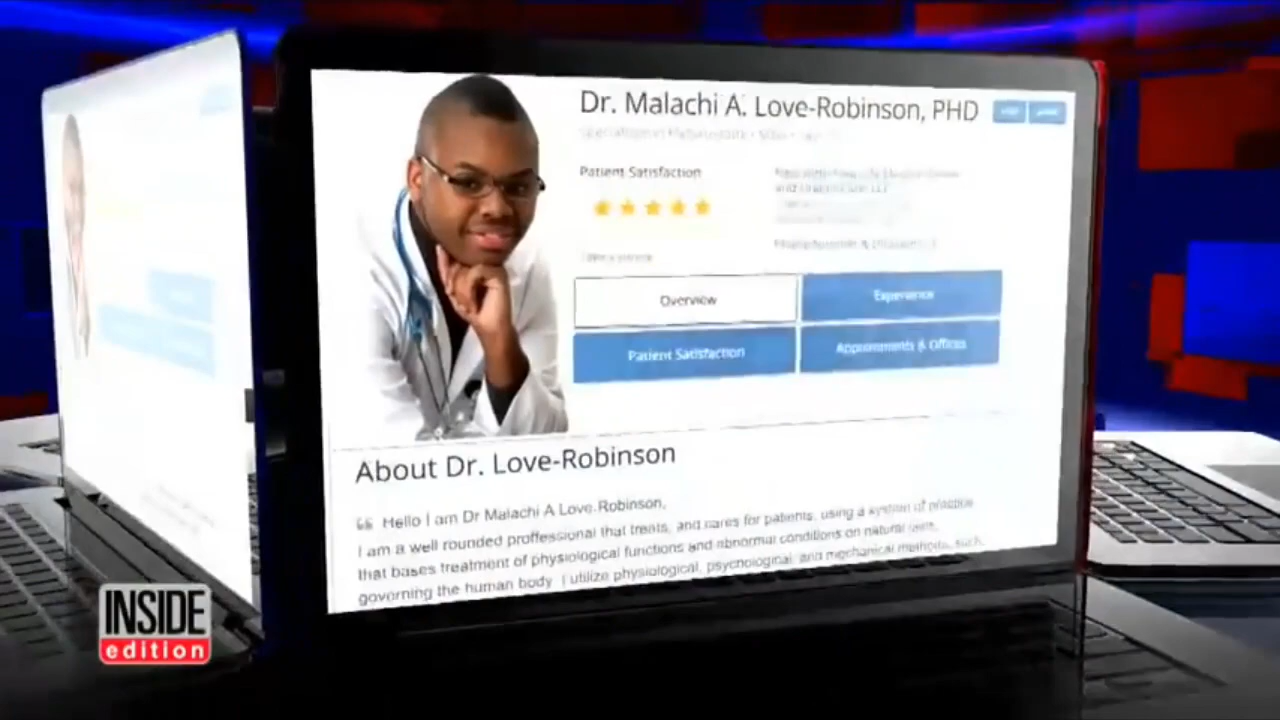 Dr. Malachi A. Love-Robinson, PHD
Patient Satisfaction
Overview
Experience
Patient Satisfaction
Appointments & Offices
About Dr. Love-Robinson
Hello I am Dr Malachi A Love-Robinson,
I am a well rounded proffessional that treats, and cares for patients, using a system of practice
that bases treatment of physiological functions and abnormal conditions on natural laws,
governing the human body. I utilize physiological, psychological, and mechanical methods, such
INSIDE
edition